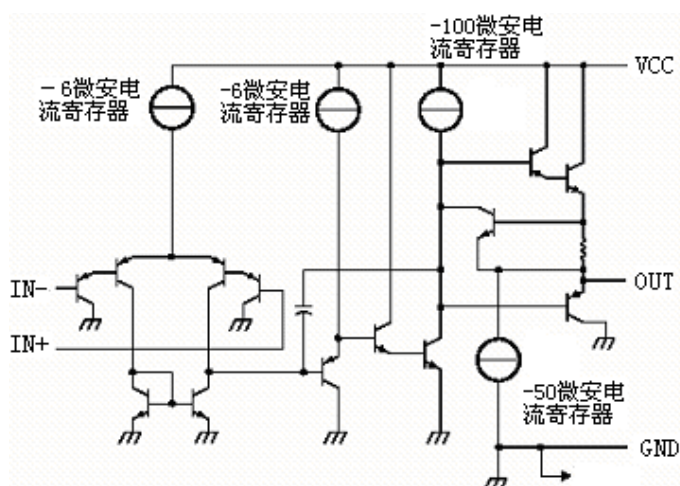 -100微安电
流寄存器
VCC
-6微安电
流寄存器
-6微安电
流寄存器
IN-
OUT
IN+
-50微安电
流寄存器
GND